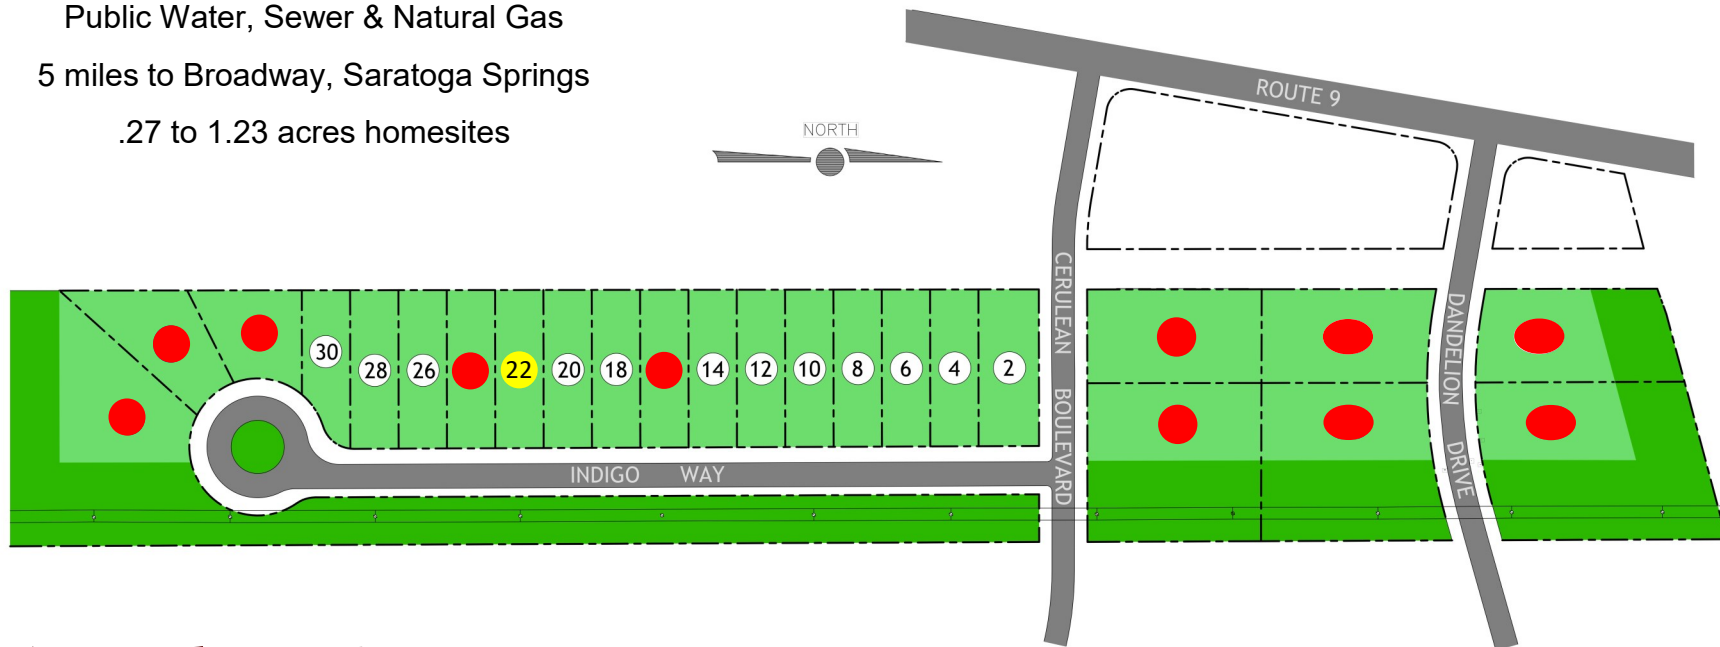 Public Water, Sewer & Natural Gas
5 miles to Broadway, Saratoga Springs
.27 to 1.23 acres homesites
NORTH
ROUTE 9
CERULEAN BOULEVARD
DANDELION DRIVE
30
28
26
22
20
18
14
12
10
8
6
4
2
INDIGO WAY